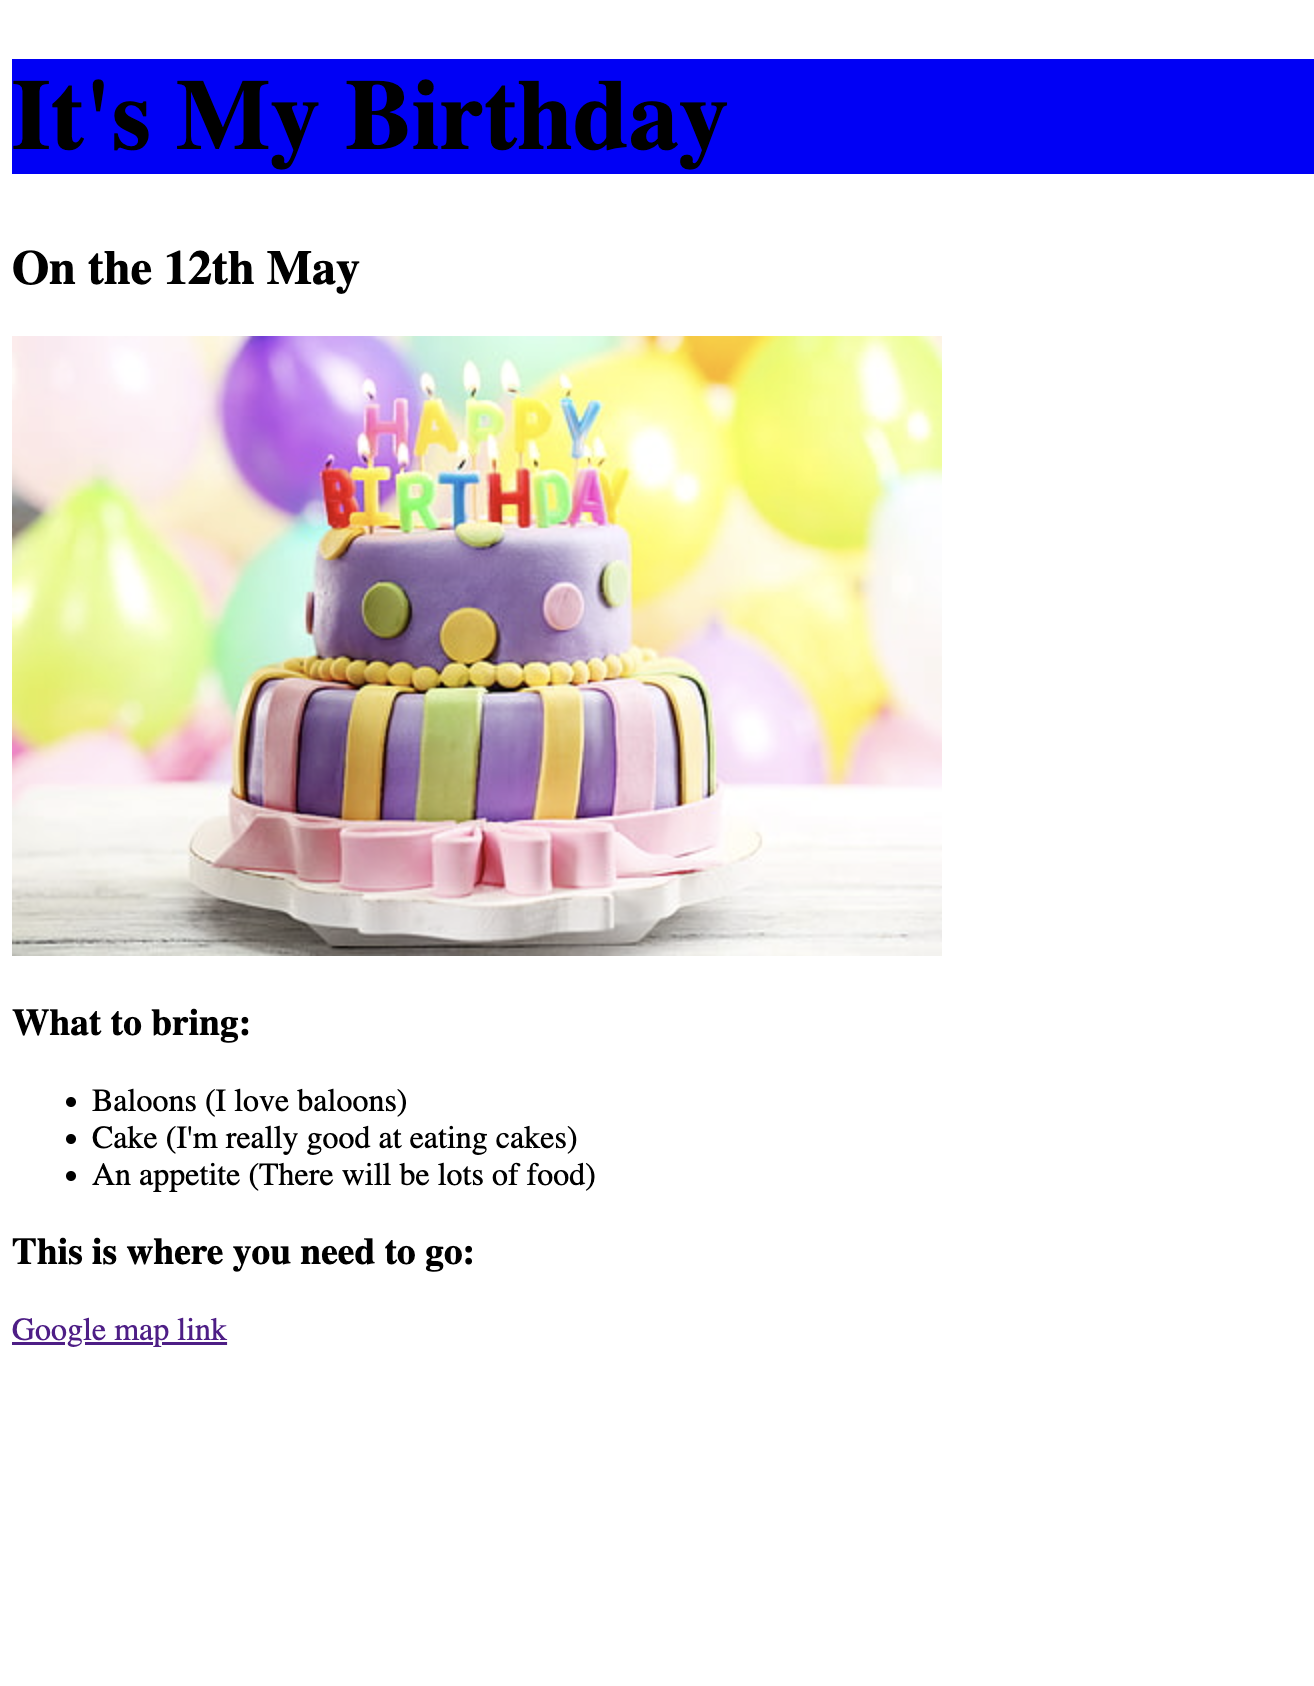 It's My Birthday
On the 12th May
HAPPY
BIRTHDAY
What to bring:
Baloons (I love baloons)
Cake (I'm really good at eating cakes)
An appetite (There will be lots of food)
This is where you need to go:
Google map link